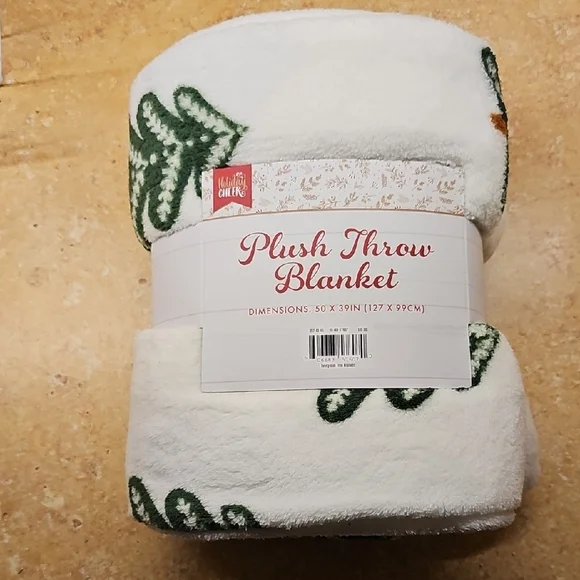 Holiday
CHEER
Plush Throw
Blanket
DIMENSIONS: 50 X 39IN (127 X 99CM)